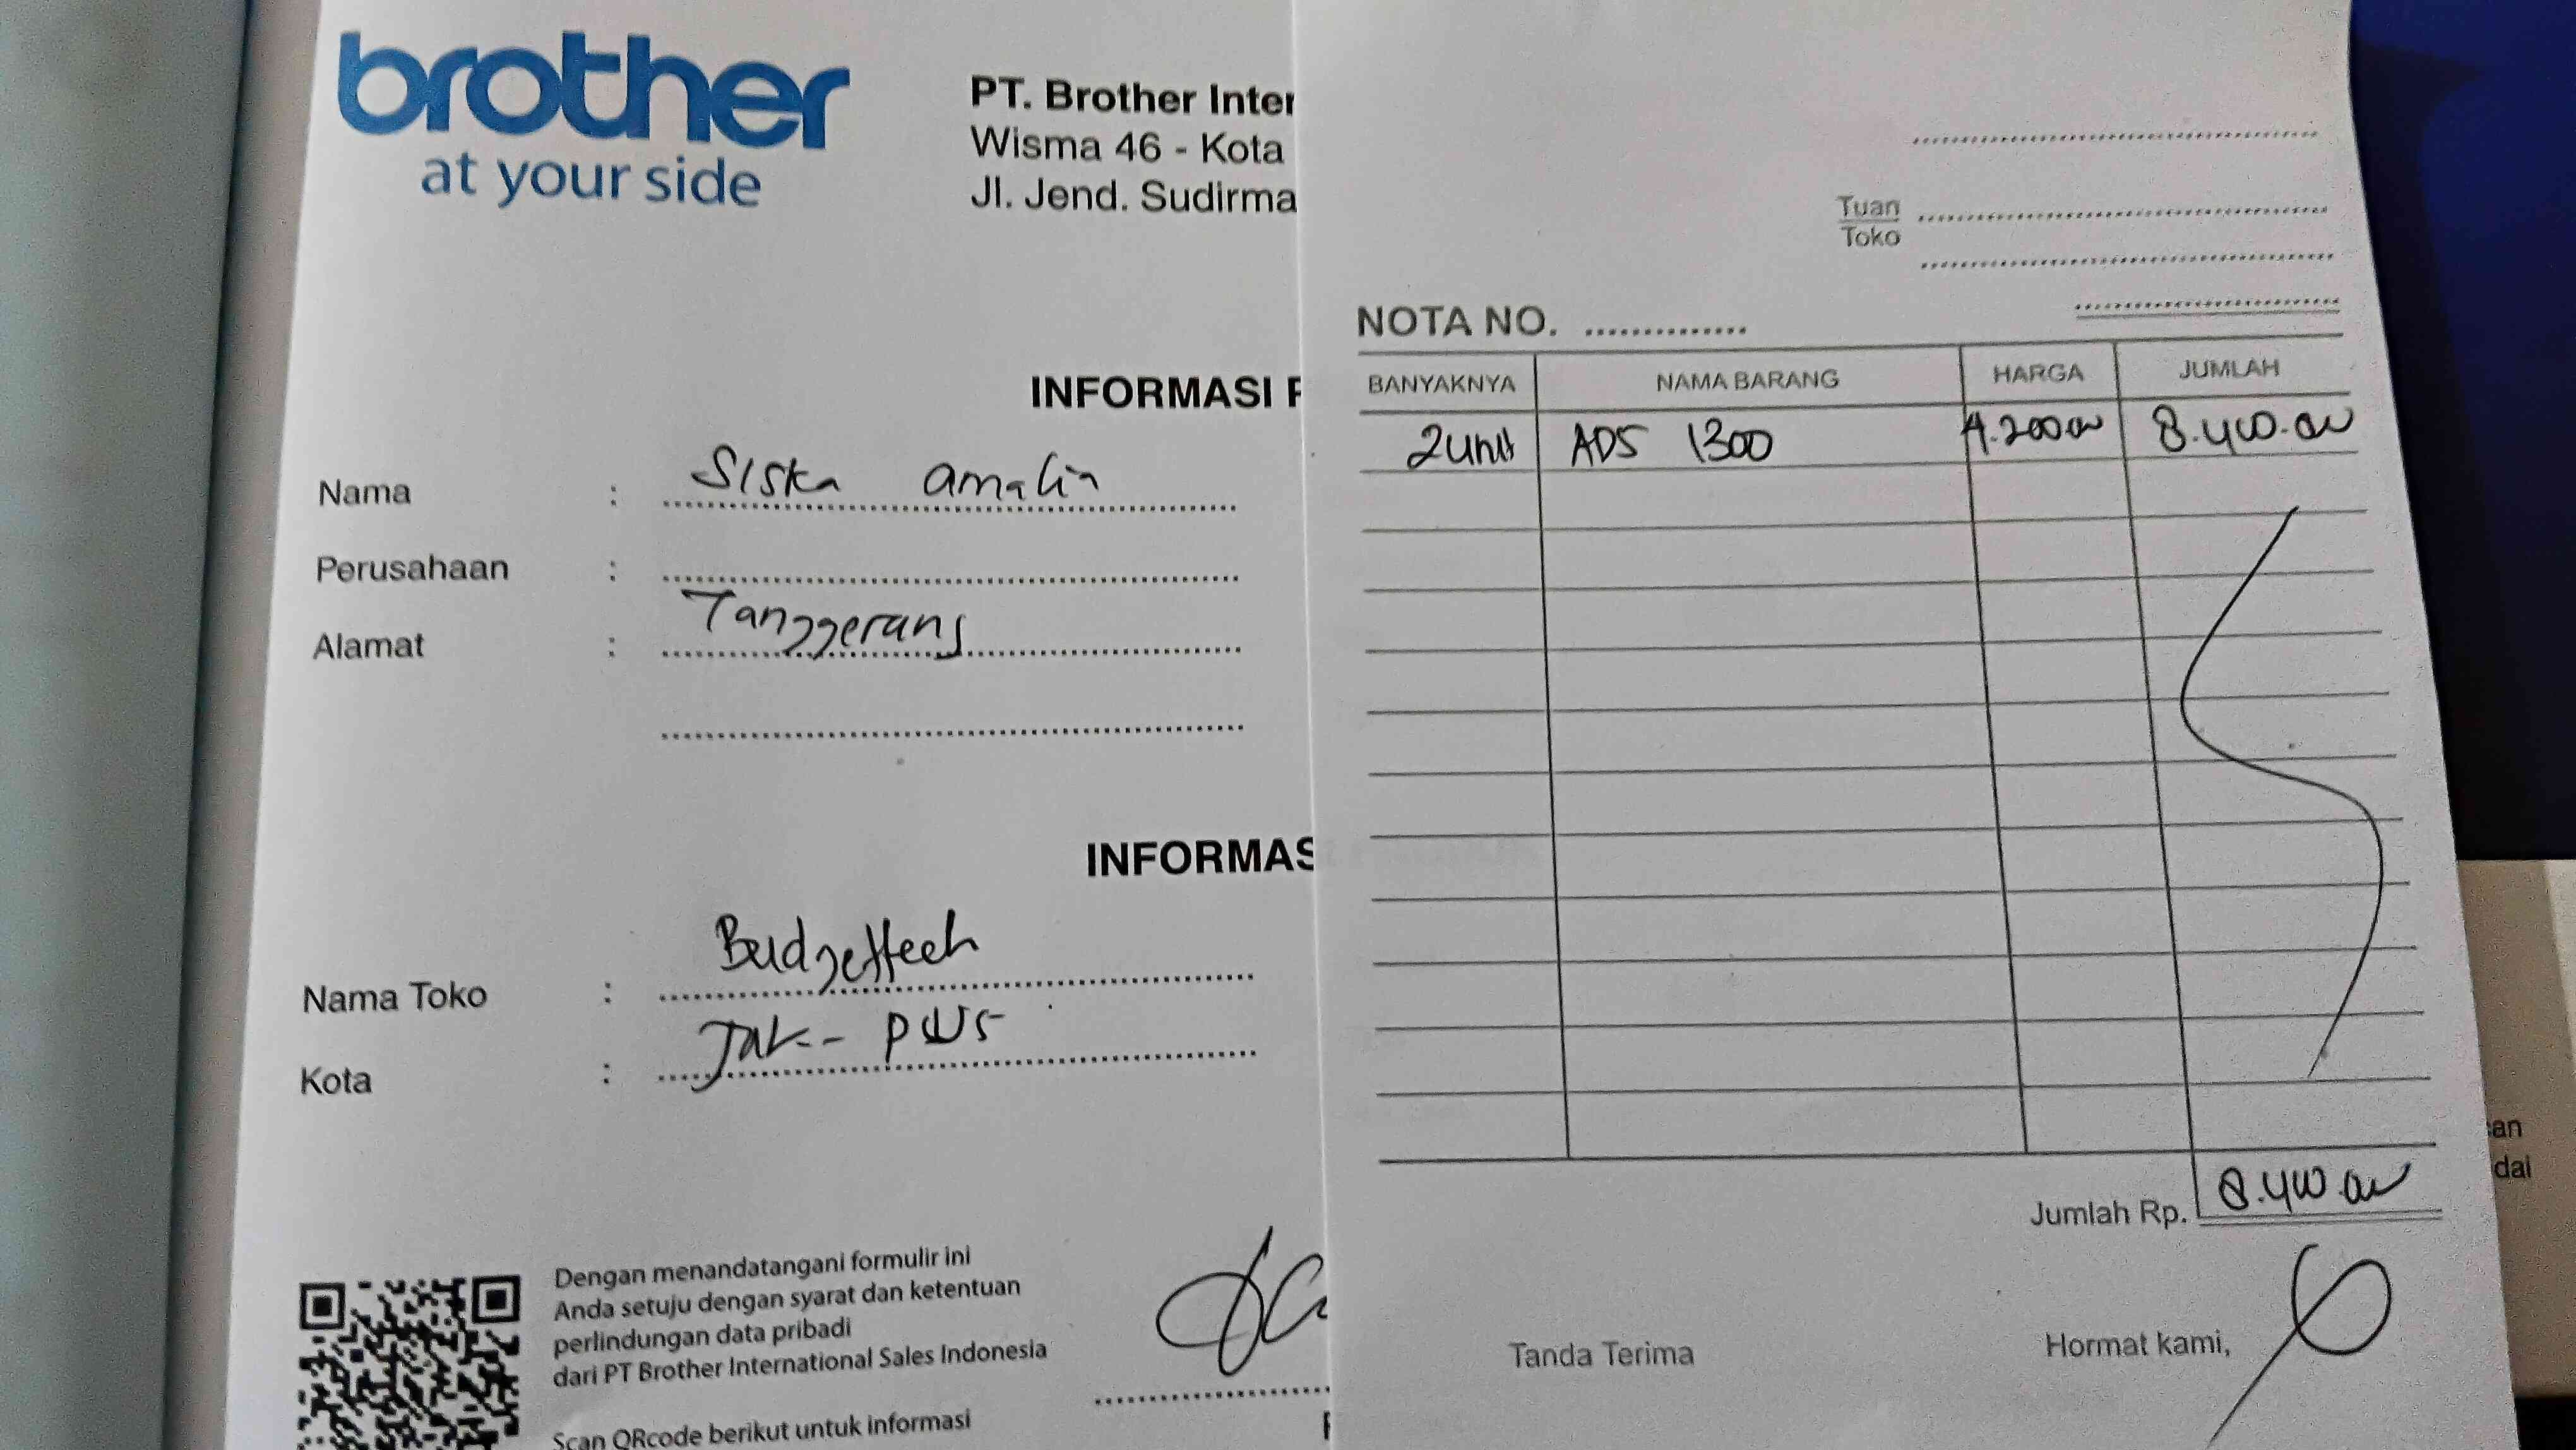 brother
at your side
PT. Brother Inter
Wisma 46 - Kota
Jl. Jend. Sudirma
INFORMASI P
Nama : Siska Amalia
Perusahaan :
Alamat : Tanggerang
INFORMAS
Nama Toko : Budgettech
Kota : Jak - pus
Dengan menandatangani formulir ini
Anda setuju dengan syarat dan ketentuan
perlindungan data pribadi
dari PT Brother International Sales Indonesia
Scan QRcode berikut untuk informasi
Tuan
Toko
NOTA NO.
BANYAKNYA NAMA BARANG HARGA JUMLAH
2 unit ADS 1300 4.200.000 8.400.000
Jumlah Rp. 8.400.000
Tanda Terima Hormat kami,
an
dai